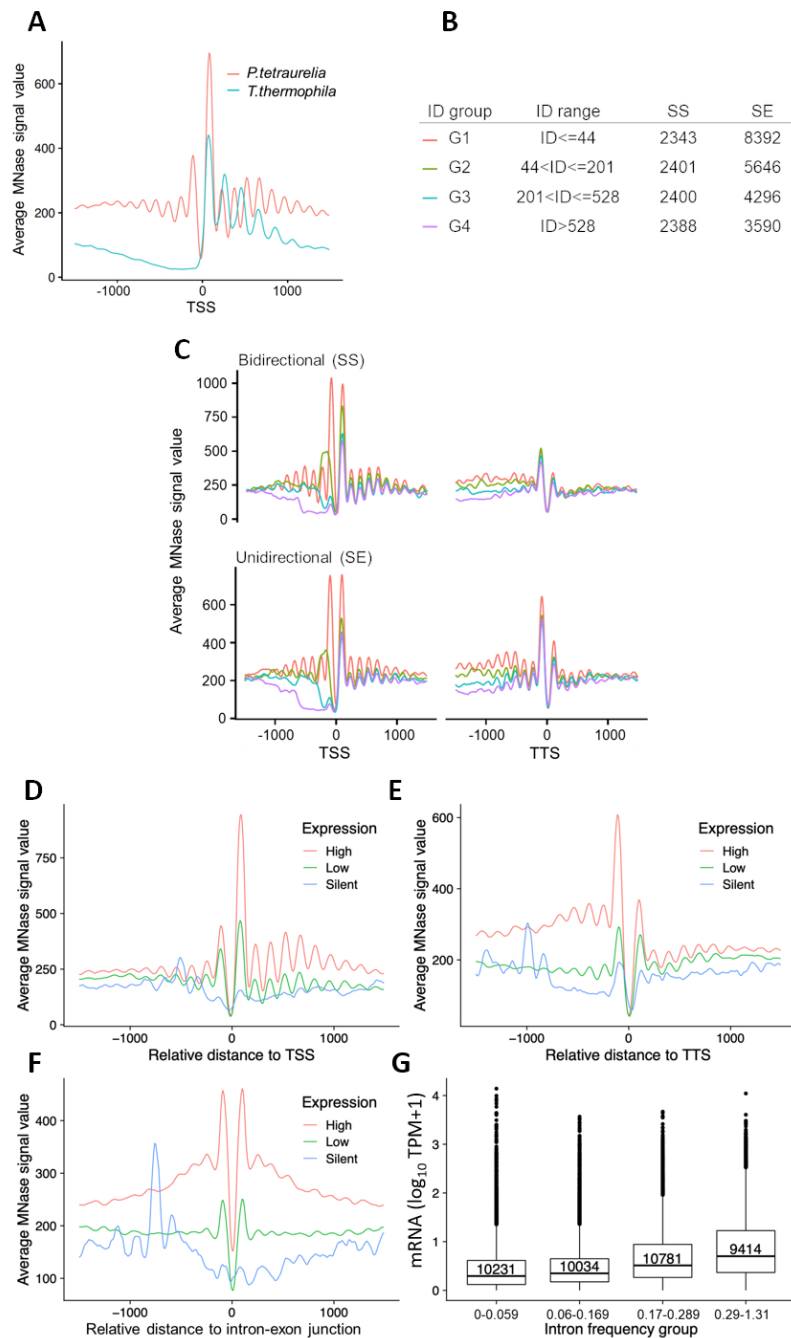 A
Average MNase signal value
600
400
200
0
P.tetraurelia
T.thermophila
-1000
0
1000
TSS
B
ID group ID range SS SE
G1 ID<=44 2343 8392
G2 44<ID<=201 2401 5646
G3 201<ID<=528 2400 4296
G4 ID>528 2388 3590
C
Bidirectional (SS)
1000
750
500
250
0
Average MNase signal value
Unidirectional (SE)
600
400
200
0
-1000 0 1000
TSS
-1000 0 1000
TTS
D
Average MNase signal value
750
500
250
0
Expression
High
Low
Silent
−1000 0 1000
Relative distance to TSS
E
Average MNase signal value
600
400
200
Expression
High
Low
Silent
−1000 0 1000
Relative distance to TTS
F
Average MNase signal value
400
300
200
100
Expression
High
Low
Silent
−1000 0 1000
Relative distance to intron-exon junction
G
mRNA (log₁₀ TPM+1)
4
3
2
1
0
10231 10034 10781 9414
0-0.059 0.06-0.169 0.17-0.289 0.29-1.31
Intron frequency group